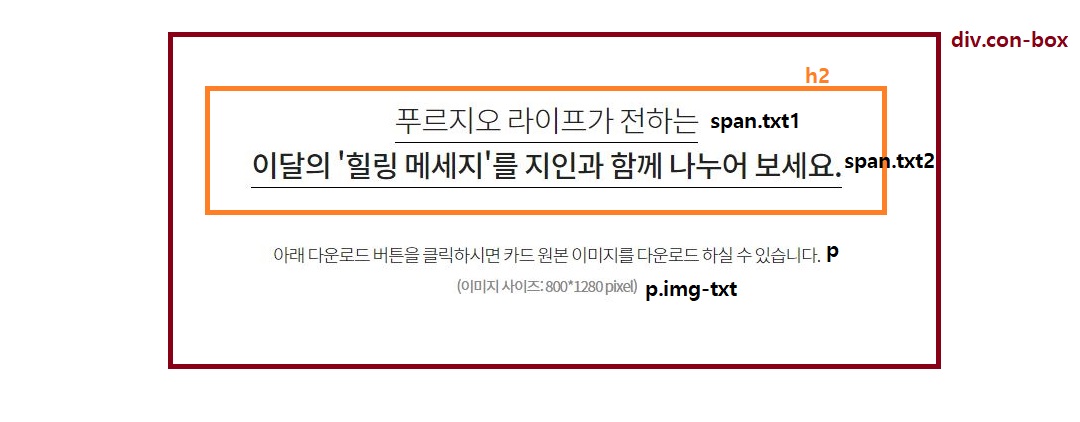 div.con-box
h2
푸르지오 라이프가 전하는 span.txt1
이달의 '힐링 메세지'를 지인과 함께 나누어 보세요. span.txt2
아래 다운로드 버튼을 클릭하시면 카드 원본 이미지를 다운로드 하실 수 있습니다. p
(이미지 사이즈: 800*1280 pixel) p.img-txt